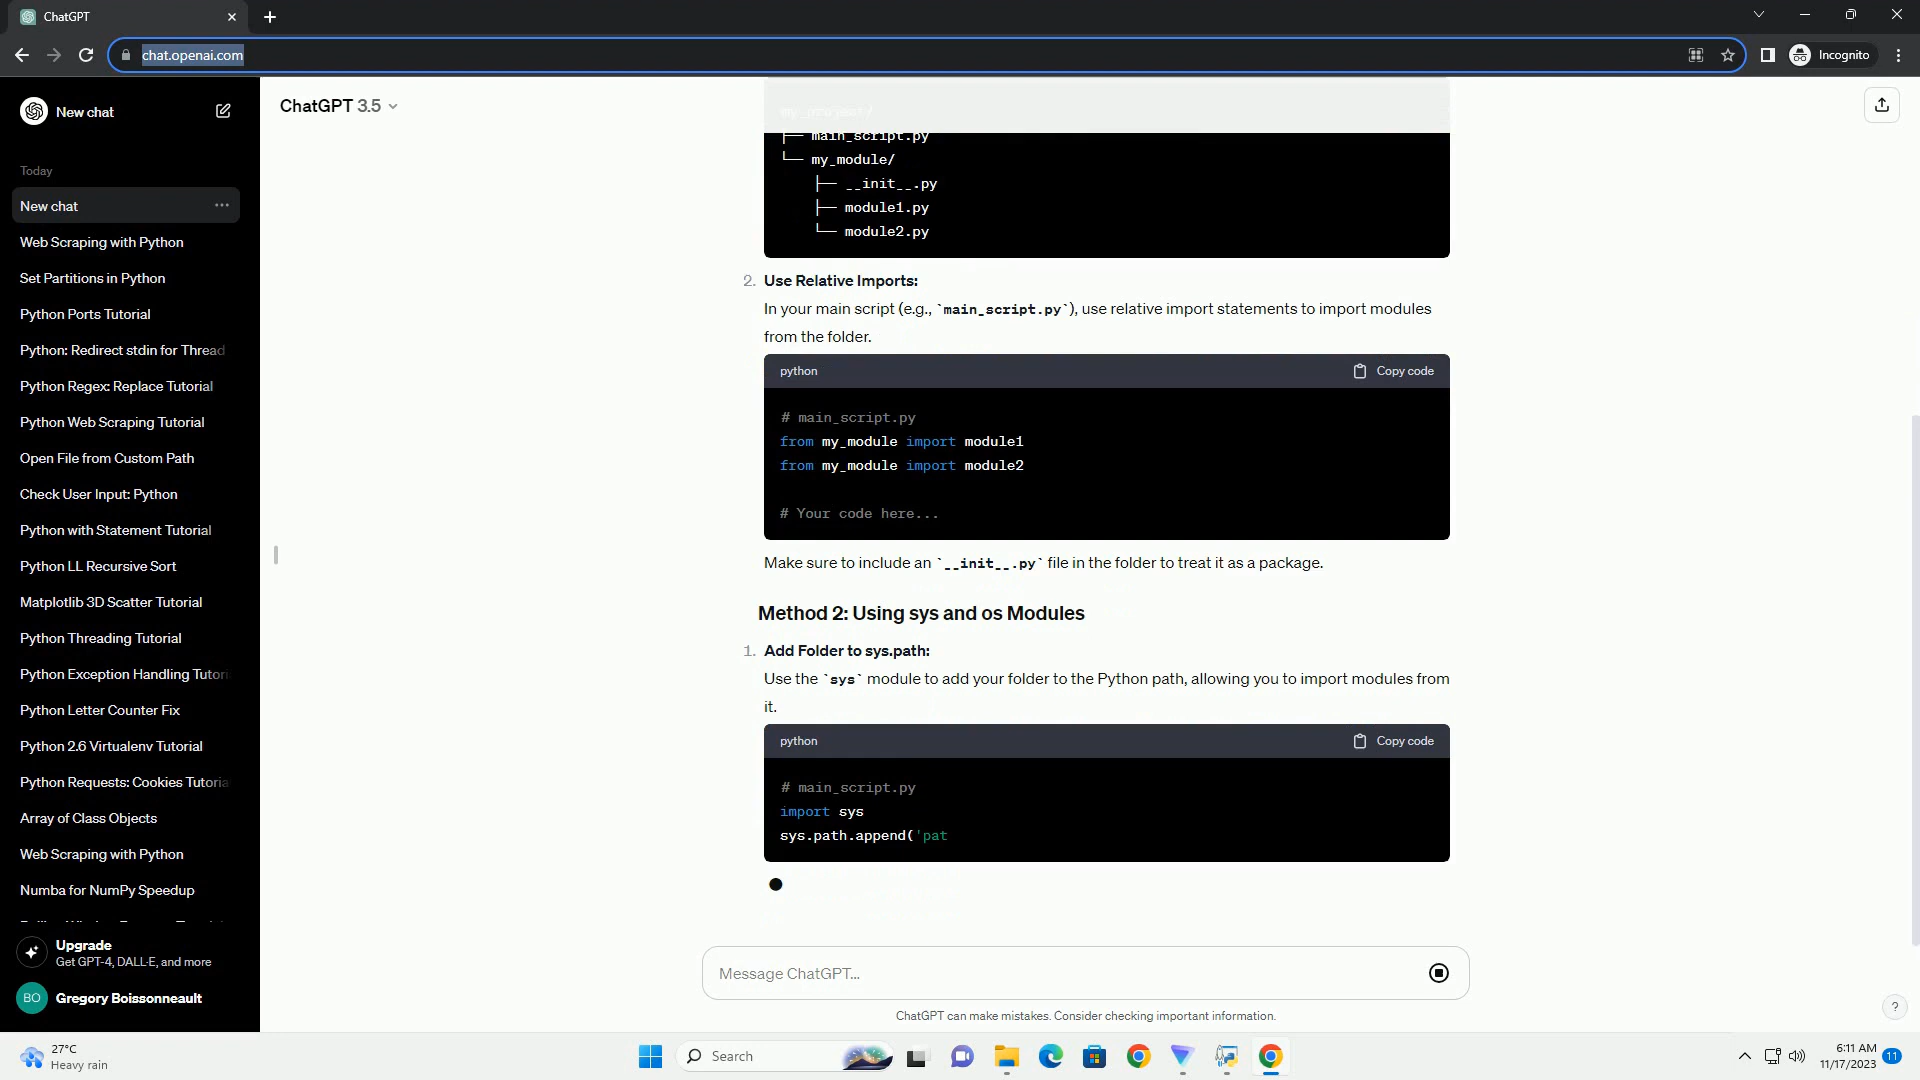 ChatGPT
chat.openai.com
Incognito
New chat
ChatGPT 3.5
Today
New chat
Web Scraping with Python
Set Partitions in Python
Python Ports Tutorial
Python: Redirect stdin for Thread
Python Regex: Replace Tutorial
Python Web Scraping Tutorial
Open File from Custom Path
Check User Input: Python
Python with Statement Tutorial
Python LL Recursive Sort
Matplotlib 3D Scatter Tutorial
Python Threading Tutorial
Python Exception Handling Tutori
Python Letter Counter Fix
Python 2.6 Virtualenv Tutorial
Python Requests: Cookies Tutoria
Array of Class Objects
Web Scraping with Python
Numba for NumPy Speedup
Upgrade
Get GPT-4, DALL·E, and more
BO Gregory Boissonneault
my_project/
├── main_script.py
└── my_module/
├── __init__.py
├── module1.py
└── module2.py
2. Use Relative Imports:
In your main script (e.g., `main_script.py`), use relative import statements to import modules
from the folder.
python Copy code
# main_script.py
from my_module import module1
from my_module import module2
# Your code here...
Make sure to include an `__init__.py` file in the folder to treat it as a package.
Method 2: Using sys and os Modules
1. Add Folder to sys.path:
Use the `sys` module to add your folder to the Python path, allowing you to import modules from
it.
python Copy code
# main_script.py
import sys
sys.path.append('pat
Message ChatGPT...
ChatGPT can make mistakes. Consider checking important information.
?
27°C
Heavy rain
Search
6:11 AM
11/17/2023
11